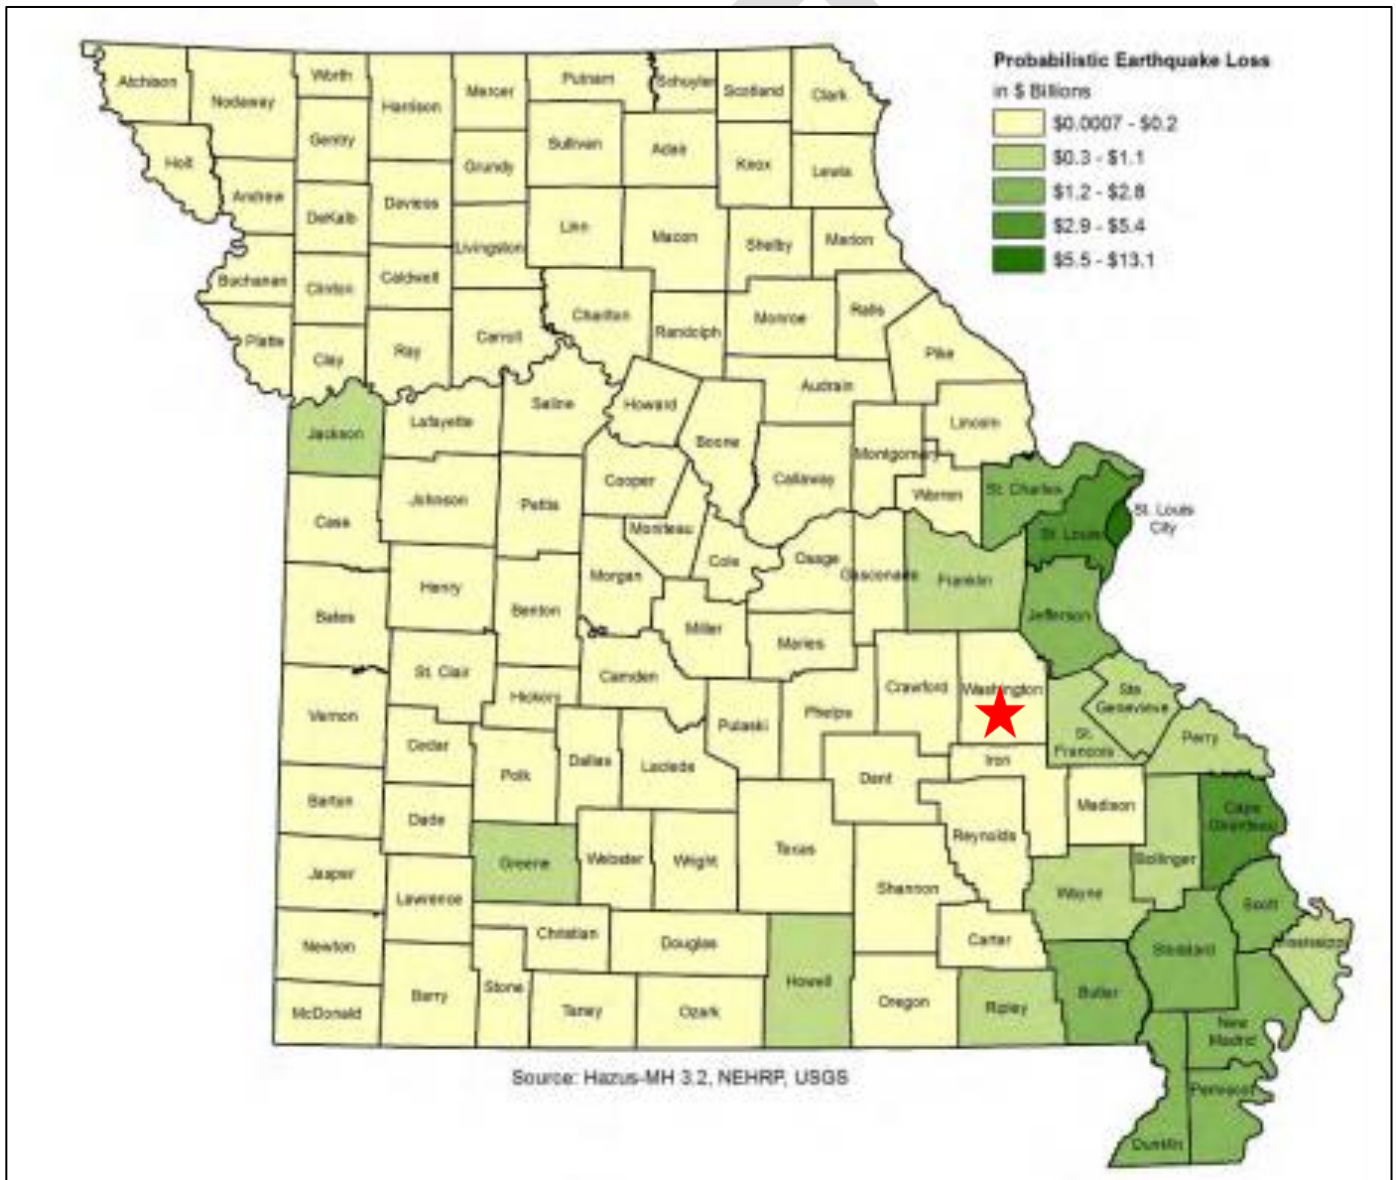 Probabilistic Earthquake Loss
in $ Billions
$0.0007 - $0.2
$0.3 - $1.1
$1.2 - $2.8
$2.9 - $5.4
$5.5 - $13.1
Atchison
Nodaway
Worth
Harrison
Mercer
Putnam
Schuyler
Scotland
Clark
Holt
Gentry
Sullivan
Adair
Knox
Lewis
Grundy
Andrew
DeKalb
Daviess
Livingston
Linn
Macon
Shelby
Marion
Buchanan
Clinton
Caldwell
Chariton
Randolph
Monroe
Ralls
Platte
Clay
Ray
Carroll
Pike
Audrain
Jackson
Lafayette
Saline
Howard
Boone
Lincoln
Callaway
Montgomery
Cooper
Warren
St. Charles
St. Louis
City
St. Louis
Cass
Johnson
Pettis
Moniteau
Cole
Osage
Gasconade
Franklin
Jefferson
Bates
Henry
Benton
Morgan
Miller
Maries
St. Clair
Hickory
Camden
Pulaski
Phelps
Crawford
Washington
Ste
Genevieve
St.
Francois
Perry
Vernon
Cedar
Polk
Dallas
Laclede
Dent
Iron
Madison
Barton
Dade
Greene
Webster
Wright
Texas
Reynolds
Bollinger
Cape
Girardeau
Jasper
Lawrence
Shannon
Wayne
Scott
Newton
Christian
Douglas
Howell
Carter
Stoddard
Mississippi
McDonald
Barry
Stone
Taney
Ozark
Oregon
Ripley
Butler
New
Madrid
Pemiscot
Dunklin
Source: Hazus-MH 3.2, NEHRP, USGS